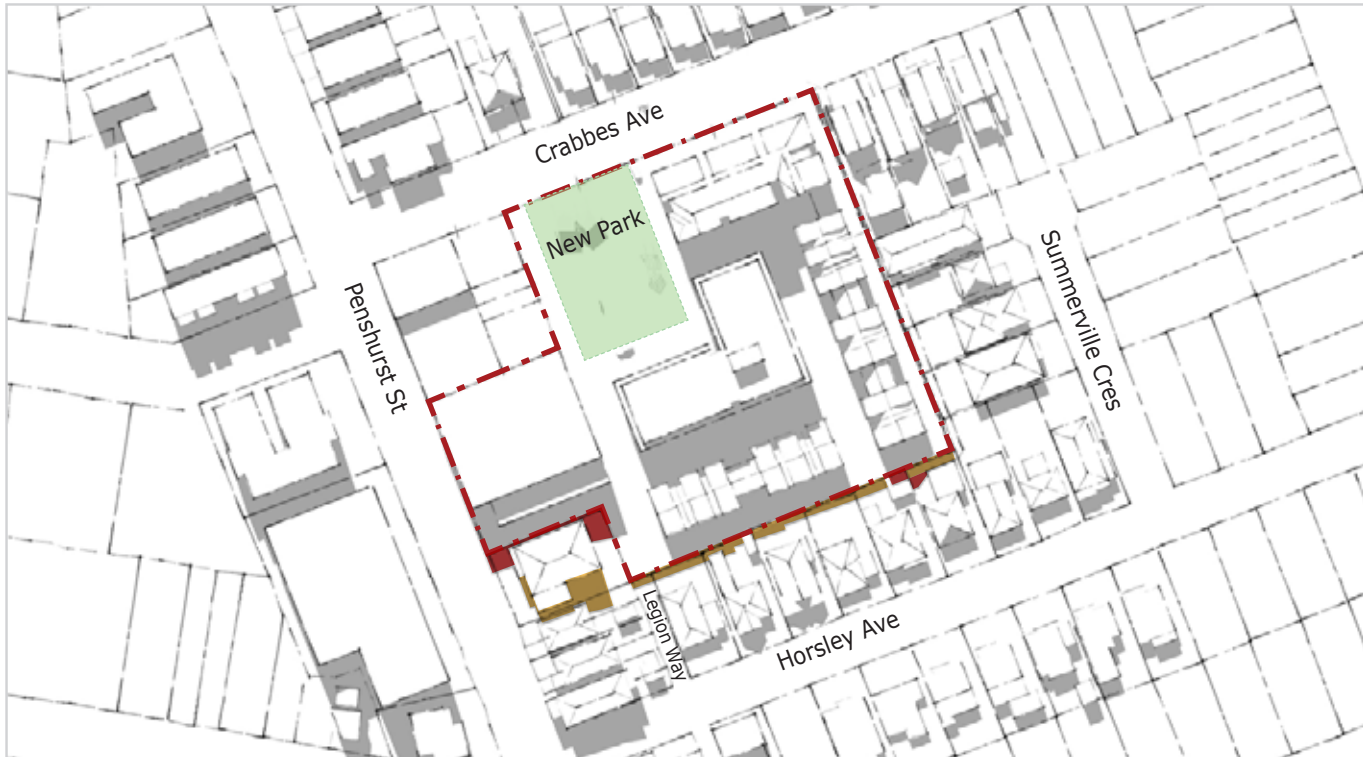 Crabbes Ave
New Park
Penshurst St
Summerville Cres
Legion Way
Horsley Ave